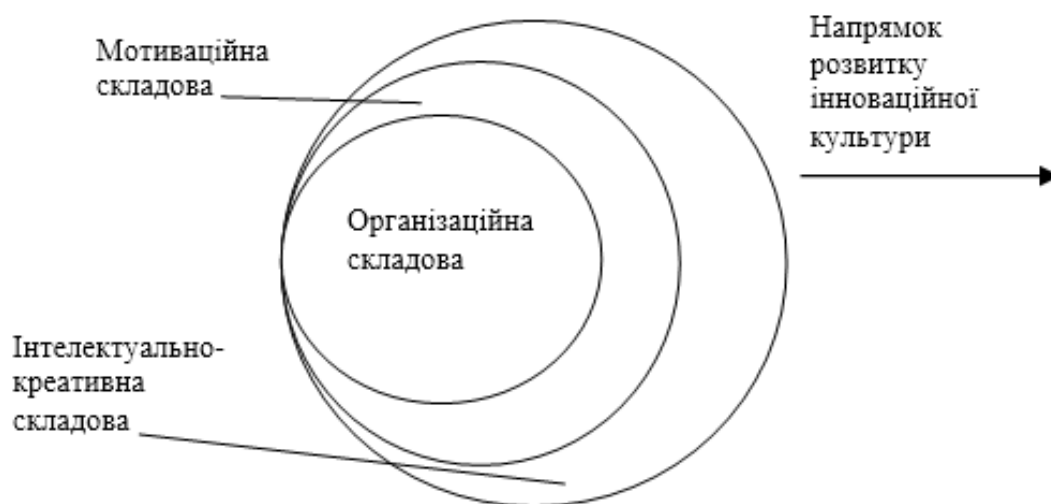 Мотиваційна
складова
Напрямок
розвитку
інноваційної
культури
Організаційна
складова
Інтелектуально-
креативна
складова